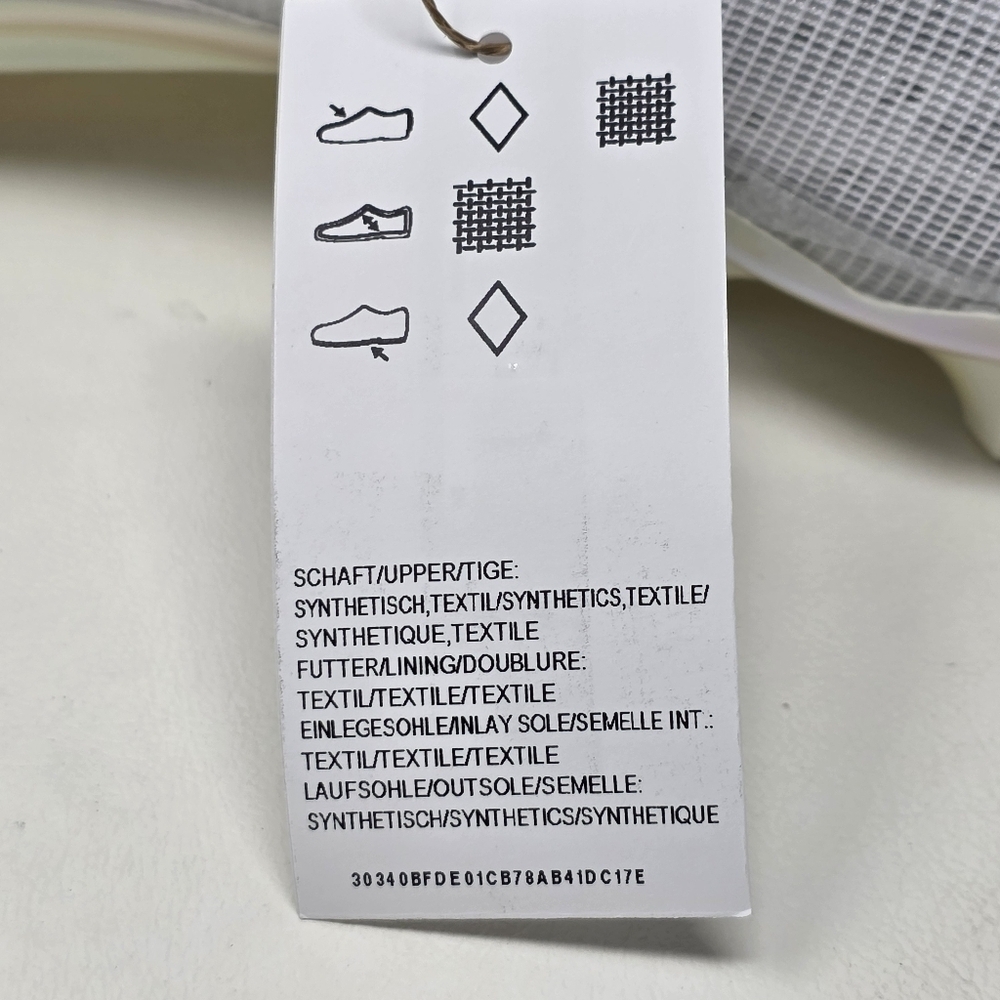 SCHAFT/UPPER/TIGE:
SYNTHETISCH,TEXTIL/SYNTHETICS,TEXTILE/
SYNTHETIQUE,TEXTILE
FUTTER/LINING/DOUBLURE:
TEXTIL/TEXTILE/TEXTILE
EINLEGESOHLE/INLAY SOLE/SEMELLE INT.:
TEXTIL/TEXTILE/TEXTILE
LAUFSOHLE/OUTSOLE/SEMELLE:
SYNTHETISCH/SYNTHETICS/SYNTHETIQUE
30340BFDE01CB78AB41DC17E